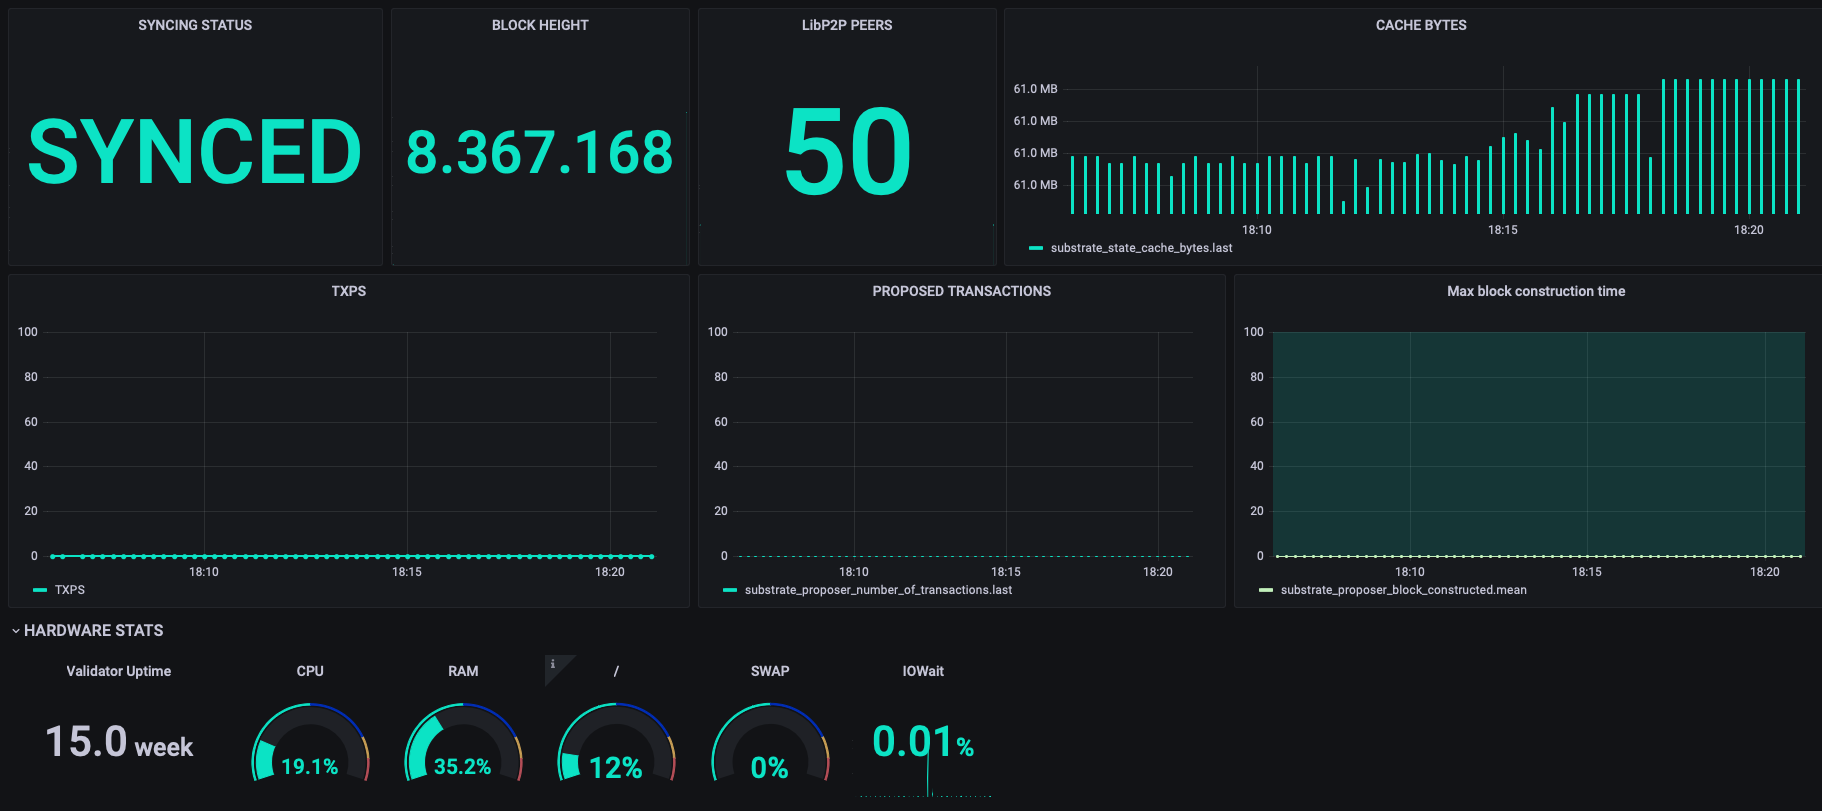 SYNCING STATUS
SYNCED
BLOCK HEIGHT
8.367.168
LibP2P PEERS
50
CACHE BYTES
61.0 MB
61.0 MB
61.0 MB
61.0 MB
18:10 18:15 18:20
substrate_state_cache_bytes.last
TXPS
100
80
60
40
20
0
18:10 18:15 18:20
TXPS
PROPOSED TRANSACTIONS
100
80
60
40
20
0
18:10 18:15 18:20
substrate_proposer_number_of_transactions.last
Max block construction time
100
80
60
40
20
0
18:10 18:15 18:20
substrate_proposer_block_constructed.mean
HARDWARE STATS
Validator Uptime
15.0 week
CPU
19.1%
RAM
35.2%
i
/
12%
SWAP
0%
IOWait
0.01%